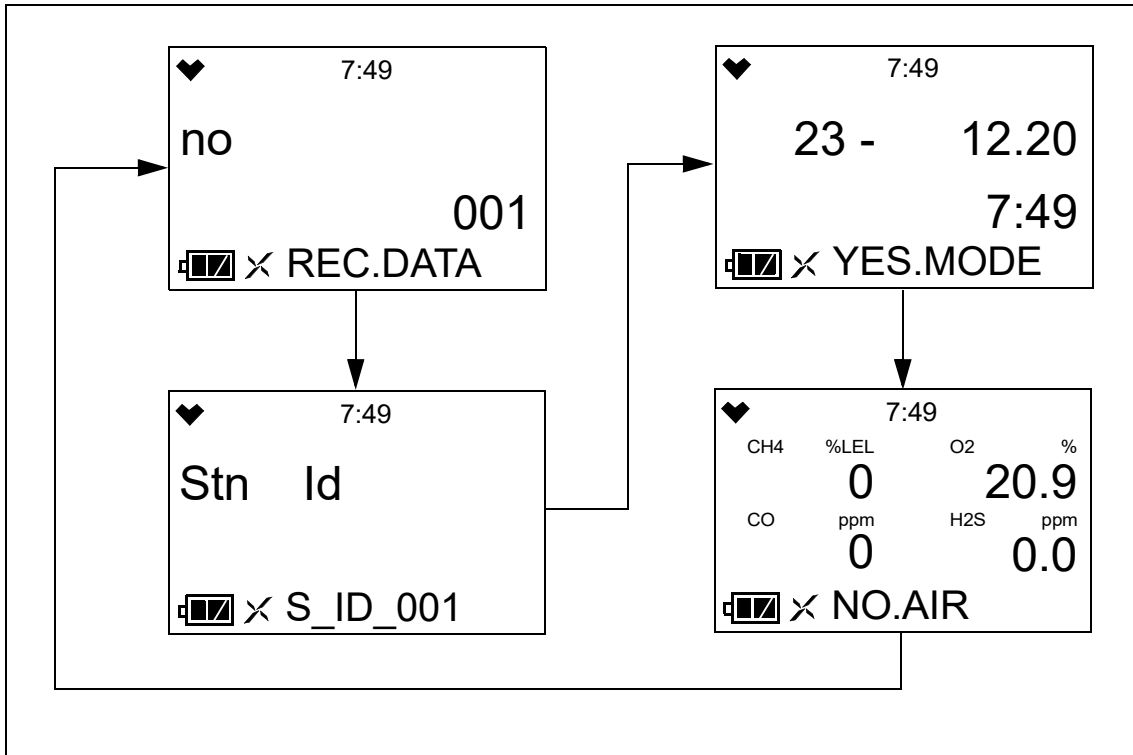 7:49
no
001
REC.DATA
7:49
Stn Id
S_ID_001
7:49
23 - 12.20
7:49
YES.MODE
7:49
CH4 %LEL O2 %
0 20.9
CO ppm H2S ppm
0 0.0
NO.AIR